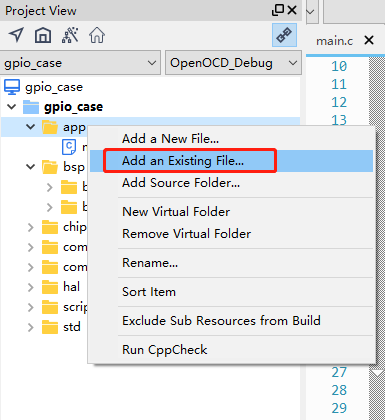 Project View
gpio_case
OpenOCD_Debug
main.c
gpio_case
gpio_case
app
bsp
b
b
chip
com
com
hal
scrip
std
Add a New File...
Add an Existing File...
Add Source Folder...
New Virtual Folder
Remove Virtual Folder
Rename...
Sort Item
Exclude Sub Resources from Build
Run CppCheck
10
11
12
13
27
28
29